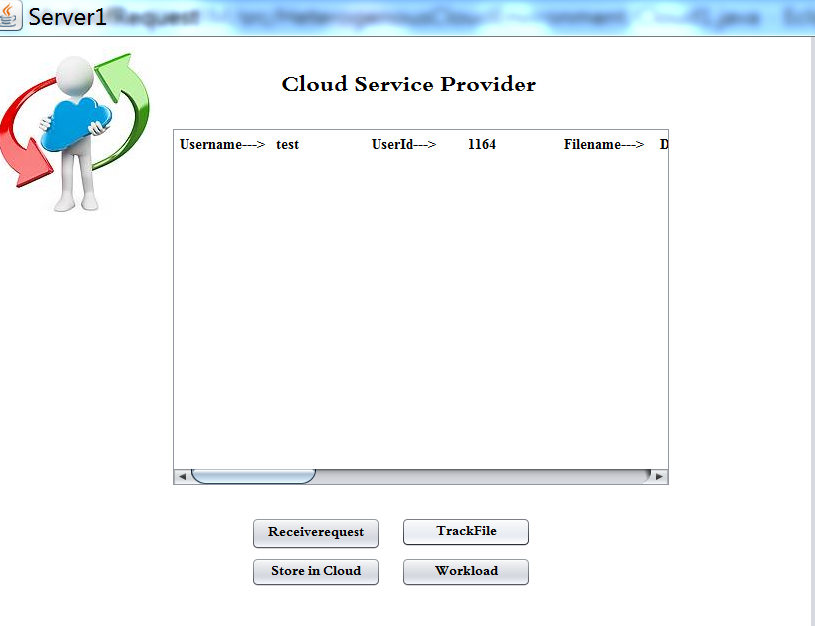 Server1
Cloud Service Provider
Username---> test UserId---> 1164 Filename---> D
Receiverequest TrackFile
Store in Cloud Workload